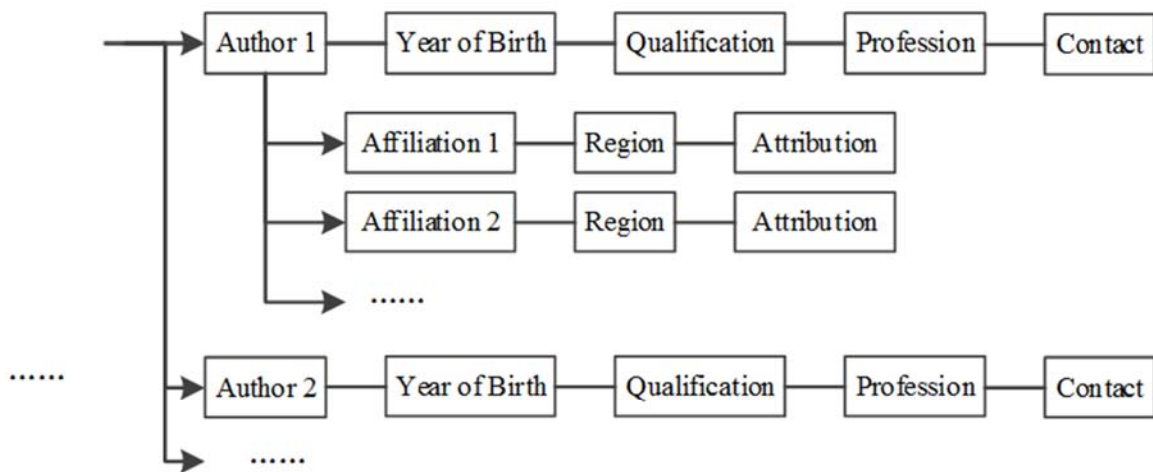 Author 1 Year of Birth Qualification Profession Contact
Affiliation 1 Region Attribution
Affiliation 2 Region Attribution
......
...... Author 2 Year of Birth Qualification Profession Contact
......